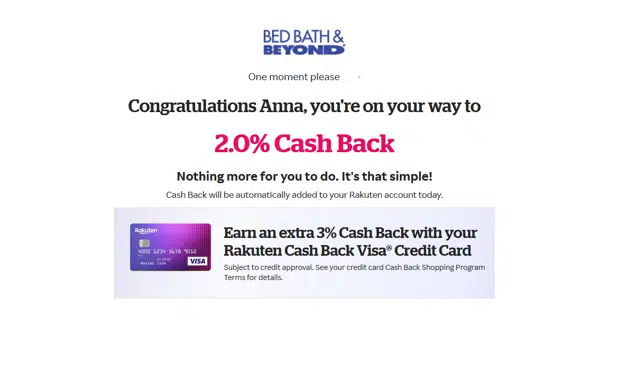 BED BATH &
BEYOND
One moment please
Congratulations Anna, you're on your way to
2.0% Cash Back
Nothing more for you to do. It's that simple!
Cash Back will be automatically added to your Rakuten account today.
Rakuten
4000 1234 5678 9010
VISA
Earn an extra 3% Cash Back with your
Rakuten Cash Back Visa® Credit Card
Subject to credit approval. See your credit card Cash Back Shopping Program
Terms for details.